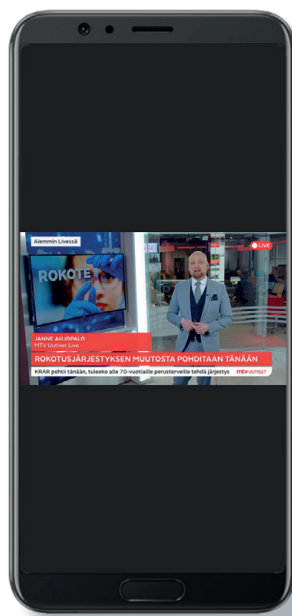 Aiemmin Livessä
LIVE
ROKOTE
JANNE AHJOPALO
MTV Uutiset Live
ROKOTUSJÄRJESTYKSEN MUUTOSTA POHDITAAN TÄNÄÄN
KRAR pohtii tänään, tuleeko alle 70-vuotiaille perusterveille tehdä järjestys
mtv UUTISET